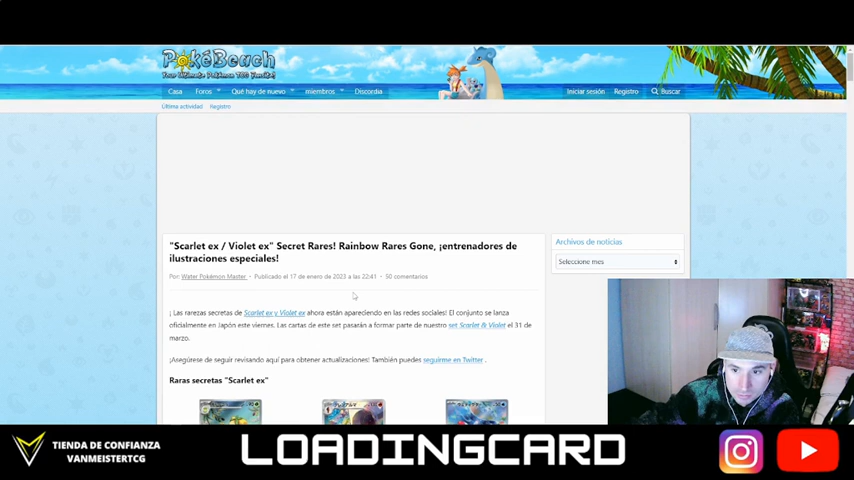 PokéBeach
Your Ultimate Pokémon TCG Fansite!
Casa Foros Qué hay de nuevo miembros Discordia Iniciar sesión Registro Buscar
Última actividad Registro
"Scarlet ex / Violet ex" Secret Rares! Rainbow Rares Gone, ¡entrenadores de
ilustraciones especiales!
Por: Water Pokémon Master · Publicado el 17 de enero de 2023 a las 22:41 · 50 comentarios
¡ Las rarezas secretas de Scarlet ex y Violet ex ahora están apareciendo en las redes sociales! El conjunto se lanza
oficialmente en Japón este viernes. Las cartas de este set pasarán a formar parte de nuestro set Scarlet & Violet el 31 de
marzo.
¡Asegúrese de seguir revisando aquí para obtener actualizaciones! También puedes seguirme en Twitter .
Raras secretas "Scarlet ex"
Archivos de noticias
Seleccione mes
TIENDA DE CONFIANZA
VANMEISTERTCG
LOADINGCARD